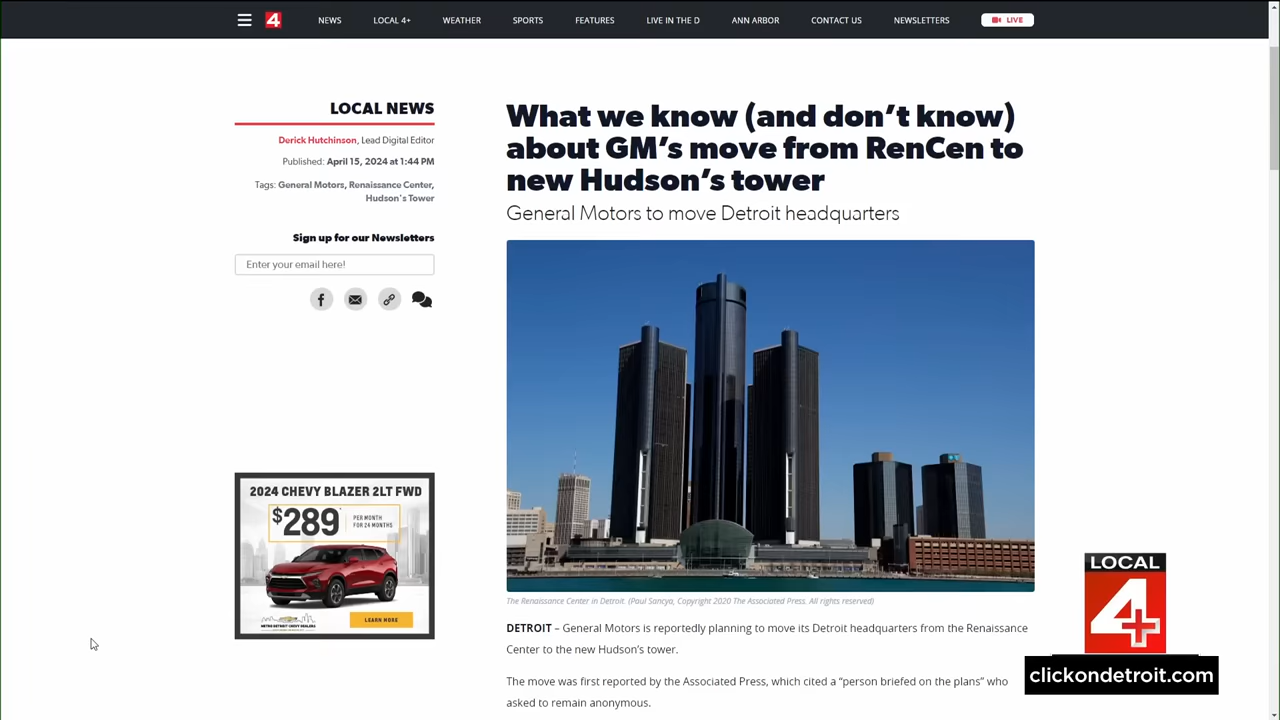 4
NEWS
LOCAL 4+
WEATHER
SPORTS
FEATURES
LIVE IN THE D
ANN ARBOR
CONTACT US
NEWSLETTERS
LIVE
LOCAL NEWS
Derick Hutchinson, Lead Digital Editor
Published: April 15, 2024 at 1:44 PM
Tags: General Motors, Renaissance Center,
Hudson's Tower
Sign up for our Newsletters
Enter your email here!
2024 CHEVY BLAZER 2LT FWD
$289*
PER MONTH
FOR 24 MONTHS
LEARN MORE
What we know (and don’t know)
about GM’s move from RenCen to
new Hudson’s tower
General Motors to move Detroit headquarters
The Renaissance Center in Detroit. (Paul Sancya, Copyright 2020 The Associated Press. All rights reserved)
DETROIT – General Motors is reportedly planning to move its Detroit headquarters from the Renaissance
Center to the new Hudson’s tower.
The move was first reported by the Associated Press, which cited a “person briefed on the plans” who
asked to remain anonymous.
LOCAL
4+
clickondetroit.com